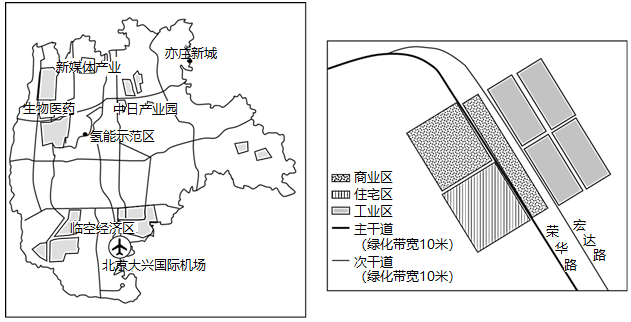 亦庄新城
新媒体产业
生物医药
中日产业园
氢能示范区
临空经济区
北京大兴国际机场
商业区
住宅区
工业区
主干道
（绿化带宽10米）
次干道
（绿化带宽10米）
荣华路
宏达路